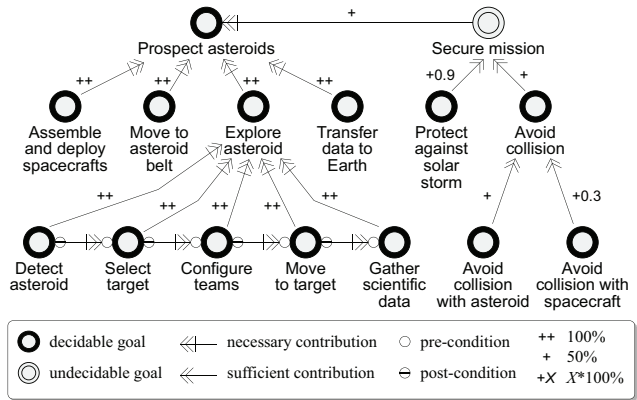 +
Prospect asteroids
Secure mission
++
++
++
++
+0.9
+
Assemble
and deploy
spacecrafts
Move to
asteroid
belt
Explore
asteroid
Transfer
data to
Earth
Protect
against
solar
storm
Avoid
collision
++
++
++
++
++
+
+0.3
Detect
asteroid
Select
target
Configure
teams
Move
to target
Gather
scientific
data
Avoid
collision
with asteroid
Avoid
collision with
spacecraft
decidable goal
necessary contribution
pre-condition
++ 100%
+ 50%
undecidable goal
sufficient contribution
post-condition
+X X*100%